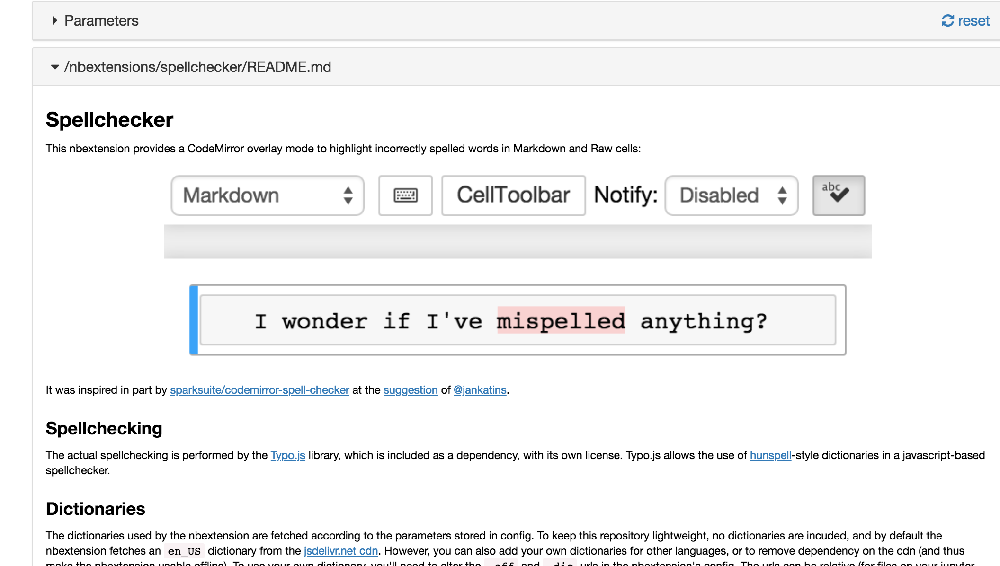 Parameters
reset
/nbextensions/spellchecker/README.md
Spellchecker
This nbextension provides a CodeMirror overlay mode to highlight incorrectly spelled words in Markdown and Raw cells:
Markdown CellToolbar Notify: Disabled abc
I wonder if I've mispelled anything?
It was inspired in part by sparksuite/codemirror-spell-checker at the suggestion of @jankatins.
Spellchecking
The actual spellchecking is performed by the Typo.js library, which is included as a dependency, with its own license. Typo.js allows the use of hunspell-style dictionaries in a javascript-based
spellchecker.
Dictionaries
The dictionaries used by the nbextension are fetched according to the parameters stored in config. To keep this repository lightweight, no dictionaries are incuded, and by default the
nbextension fetches an en_US dictionary from the jsdelivr.net cdn. However, you can also add your own dictionaries for other languages, or to remove dependency on the cdn (and thus
make the nbextension usable offline). To use your own dictionary, you'll need to alter the .aff and .dic urls in the nbextension's config. The urls can be relative (for files on your jupyter